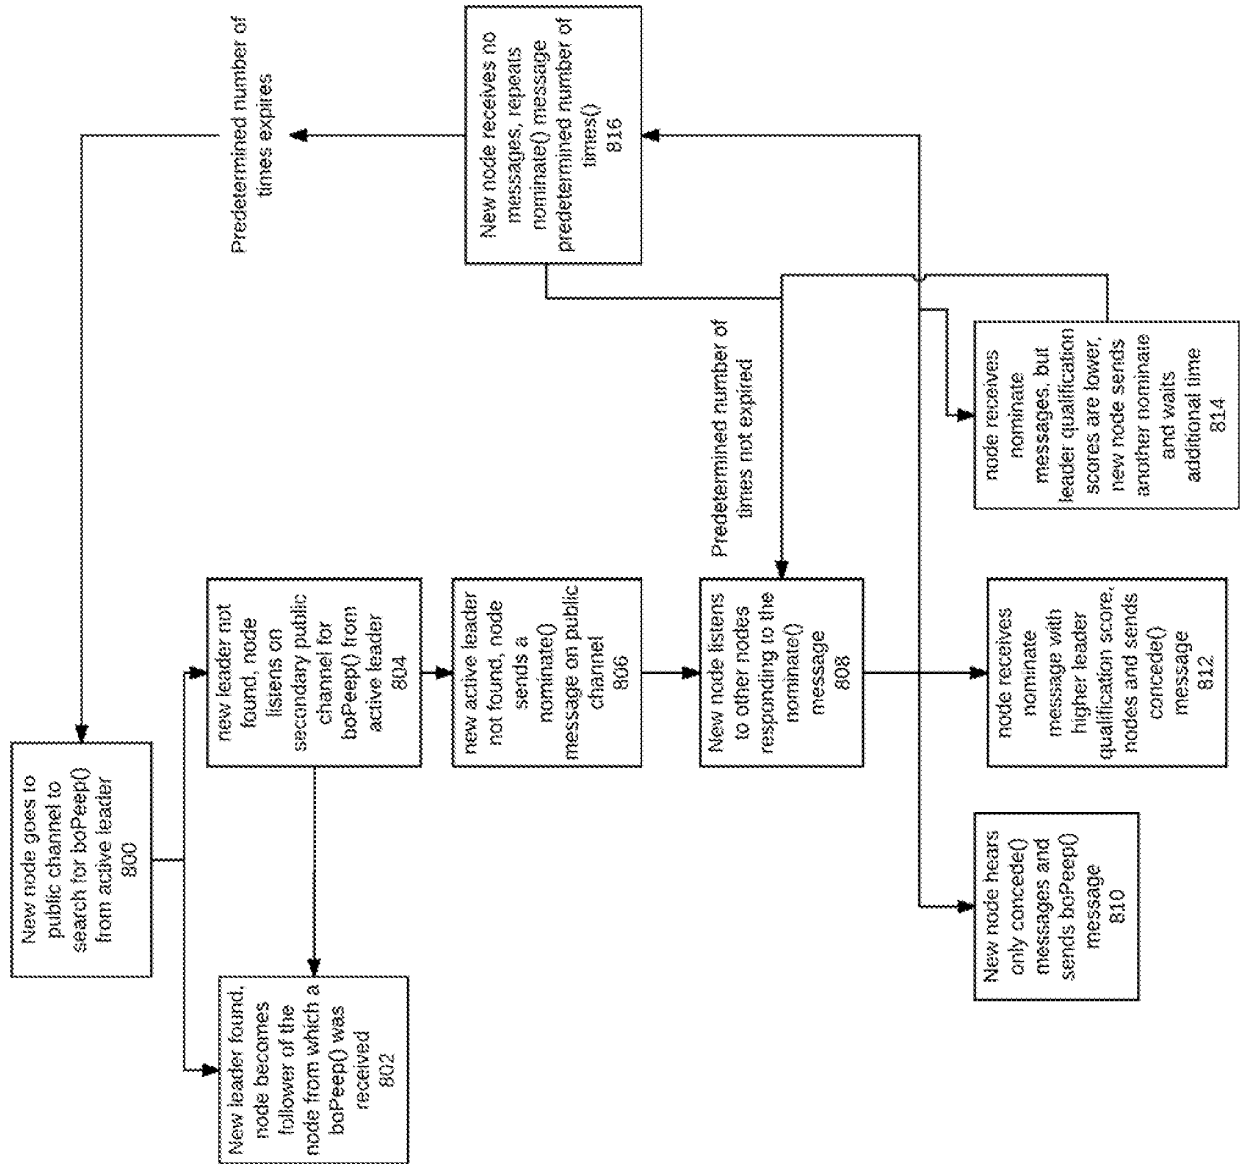 New node goes to
public channel to
search for boPeep()
from active leader
800
New leader found,
node becomes
follower of the
node from which a
boPeep() was
received
802
new leader not
found, node
listens on
secondary public
channel for
boPeep() from
active leader
804
new active leader
not found, node
sends a
nominate()
message on public
channel
806
New node listens
to other nodes
responding to the
nominate()
message
808
New node hears
only concede()
messages and
sends boPeep()
message
810
node receives
nominate
message with
higher leader
qualification score,
nodes and sends
concede()
message
812
node receives
nominate
messages, but
leader qualification
scores are lower,
new node sends
another nominate
and waits
additional time
814
New node receives no
messages, repeats
nominate() message
predetermined number of
times()
816
Predetermined number of
times expires
Predetermined number of
times not expired